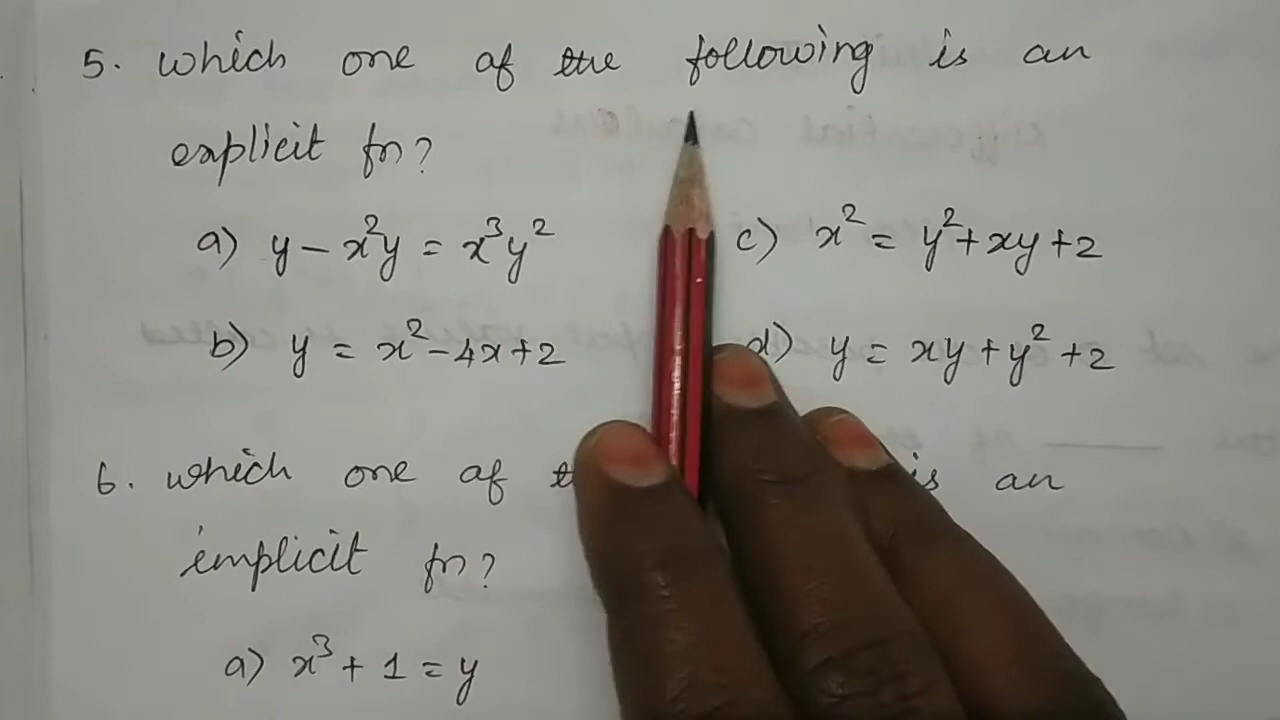 5. which one of the following is an
explicit fn?
a) y - x²y = x³y²
c) x² = y² + xy + 2
b) y = x² - 4x + 2
d) y = xy + y² + 2
6. which one of is an
implicit fn?
a) x³ + 1 = y